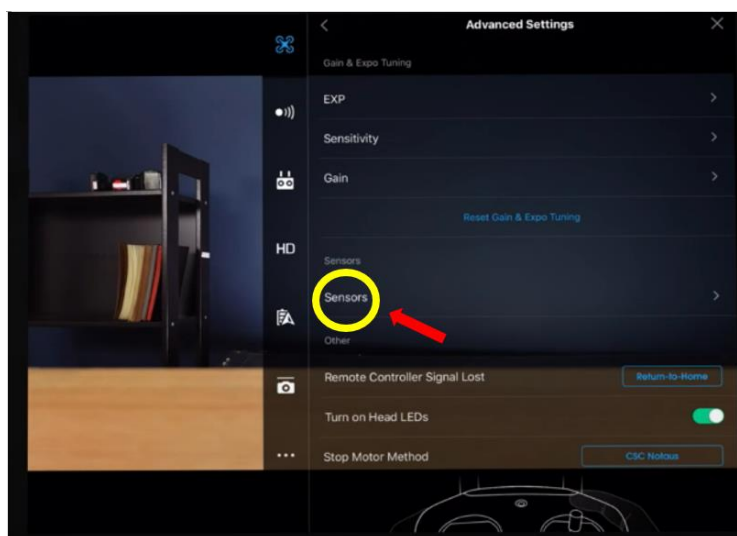 Advanced Settings
Gain & Expo Tuning
EXP
Sensitivity
Gain
Reset Gain & Expo Tuning
HD
Sensors
Sensors
Other
Remote Controller Signal Lost
Return-to-Home
Turn on Head LEDs
Stop Motor Method
CSC Notaus